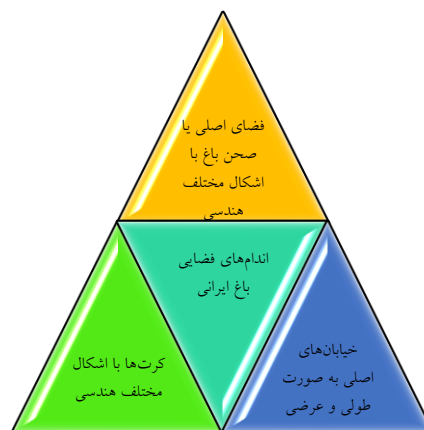 فضای اصلی یا
صحن باغ با
اشکال مختلف
هندسی
اندام‌های فضایی
باغ ایرانی
خیابان‌های
اصلی به صورت
طولی و عرضی
کرت‌ها با اشکال
مختلف هندسی